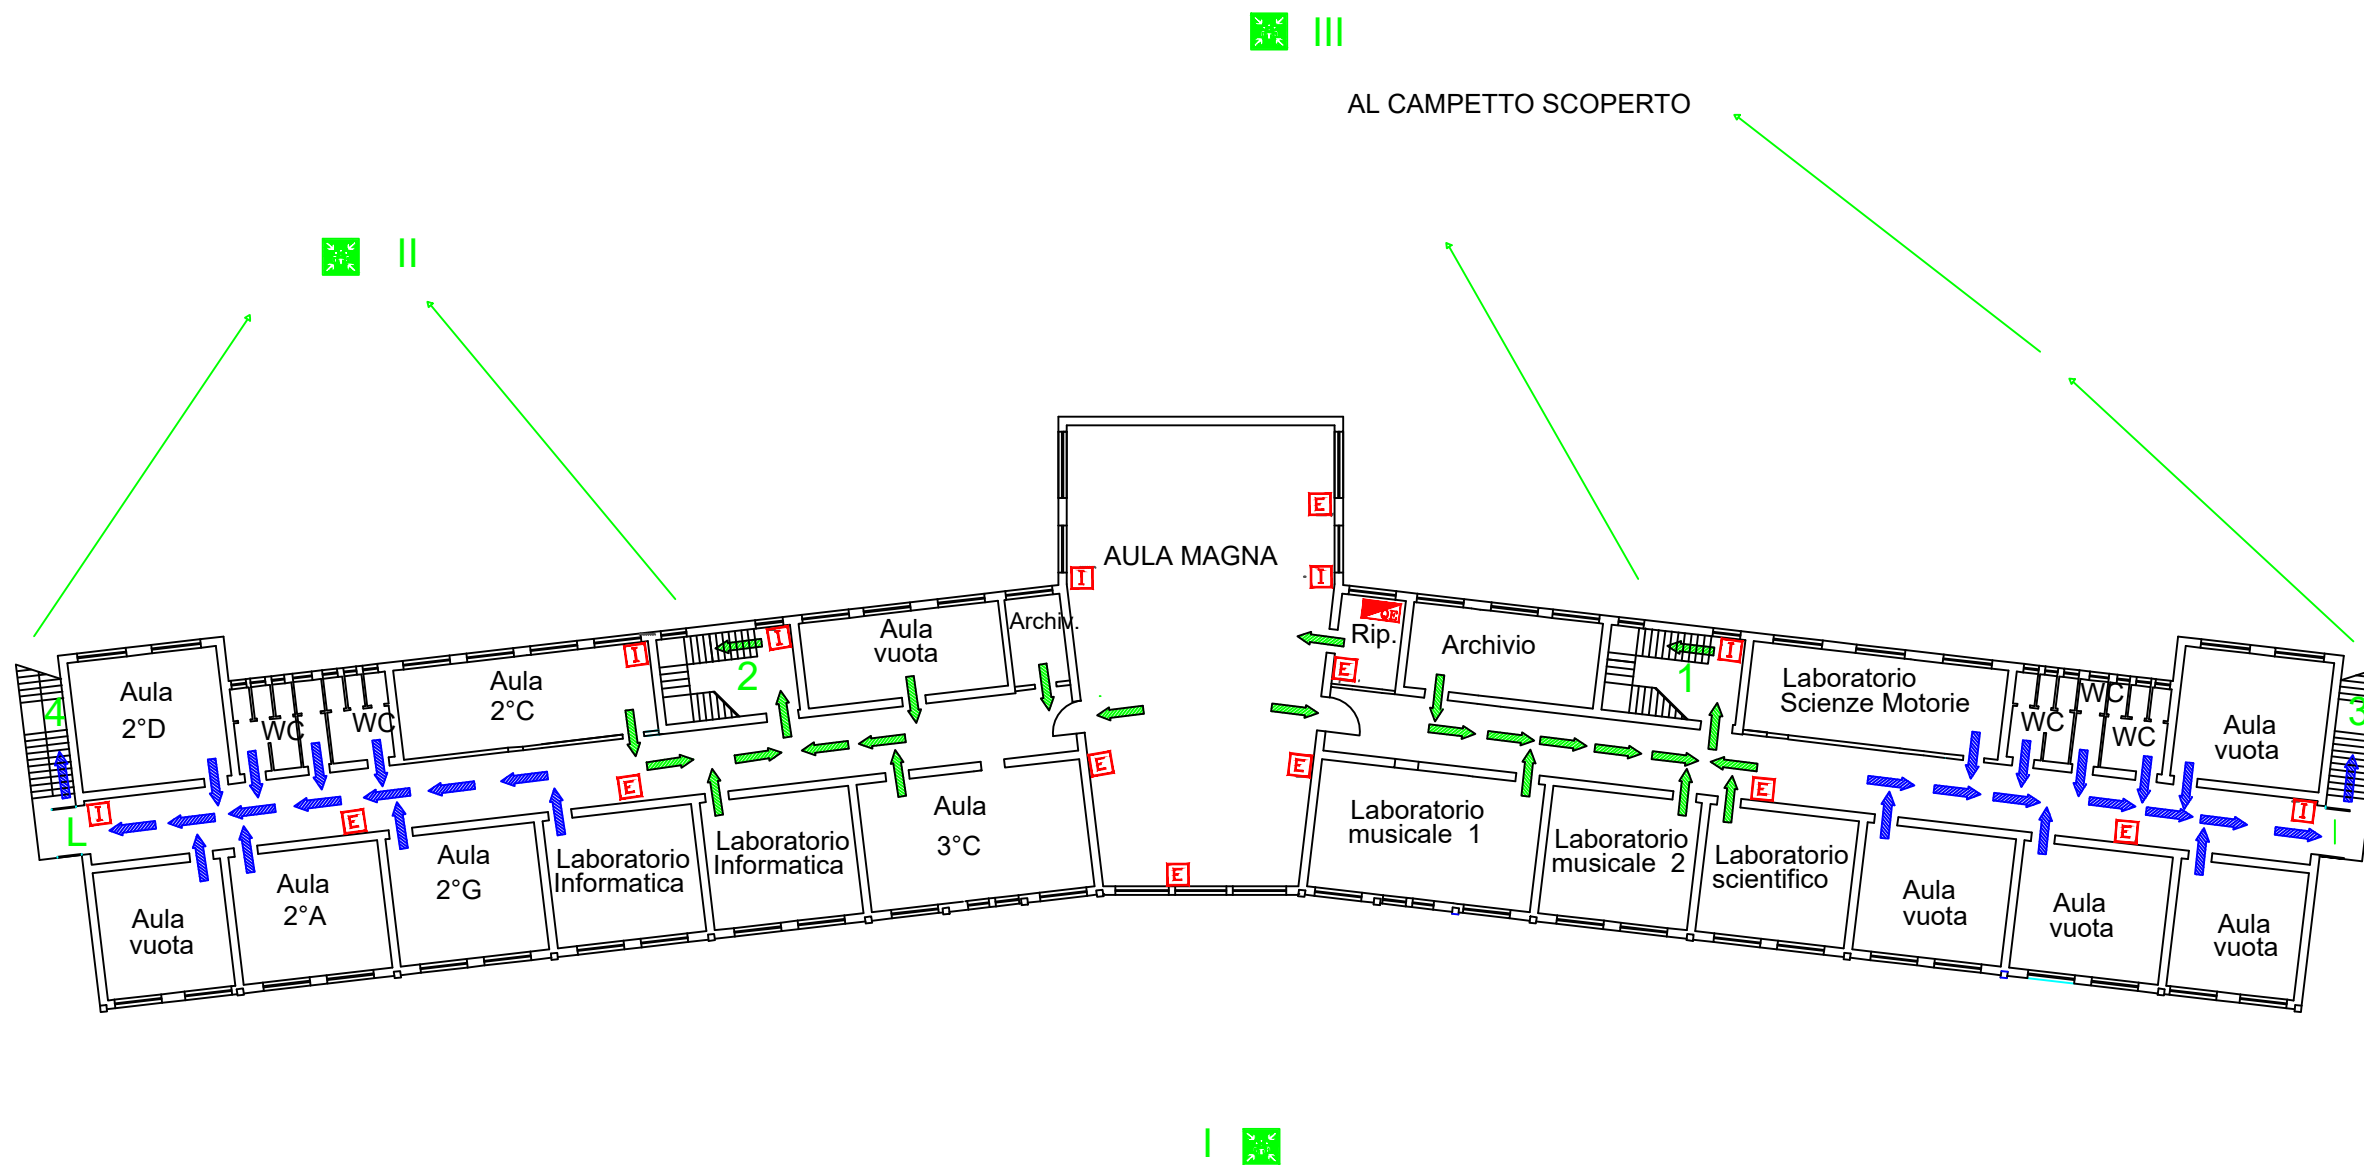 III
AL CAMPETTO SCOPERTO
II
E
AULA MAGNA
I
I
QE
Rip.
E
Archiv.
Aula
vuota
I
2
I
Aula
2°C
Archivio
I
1
Laboratorio
Scienze Motorie
WC
WC
WC
Aula
vuota
3
Aula
2°D
WC
WC
4
I
L
E
E
E
E
E
E
I
Aula
vuota
Aula
2°A
Aula
2°G
Laboratorio
Informatica
Laboratorio
Informatica
Aula
3°C
E
Laboratorio
musicale 1
Laboratorio
musicale 2
Laboratorio
scientifico
Aula
vuota
Aula
vuota
Aula
vuota
I